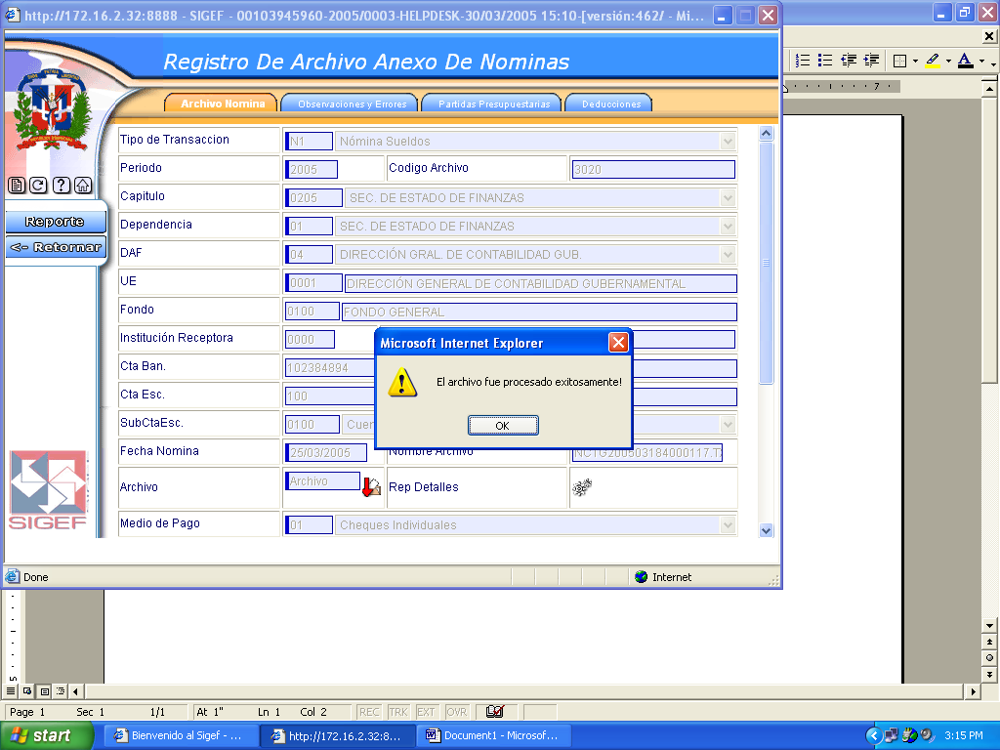 http://172.16.2.32:8888 - SIGEF - 00103945960-2005/0003-HELPDESK-30/03/2005 15:10-[versión:462/ - Mi...
Registro De Archivo Anexo De Nominas
Archivo Nomina Observaciones y Errores Partidas Presupuestarias Deducciones
Reporte
<- Retornar
SIGEF
Tipo de Transaccion N1 Nómina Sueldos
Periodo 2005 Codigo Archivo 3020
Capitulo 0205 SEC. DE ESTADO DE FINANZAS
Dependencia 01 SEC. DE ESTADO DE FINANZAS
DAF 04 DIRECCIÓN GRAL. DE CONTABILIDAD GUB.
UE 0001 DIRECCIÓN GENERAL DE CONTABILIDAD GUBERNAMENTAL
Fondo 0100 FONDO GENERAL
Institución Receptora 0000
Cta Ban. 102384894
Cta Esc. 100
SubCtaEsc. 0100 Cuen
Fecha Nomina 25/03/2005 Nombre Archivo NCTG200503184000117.T
Archivo Archivo Rep Detalles
Medio de Pago 01 Cheques Individuales
Microsoft Internet Explorer
El archivo fue procesado exitosamente!
OK
Done Internet
7
Page 1 Sec 1 1/1 At 1" Ln 1 Col 2 REC TRK EXT OVR
start Bienvenido al Sigef - ... http://172.16.2.32:8... Document1 - Microsof... 3:15 PM